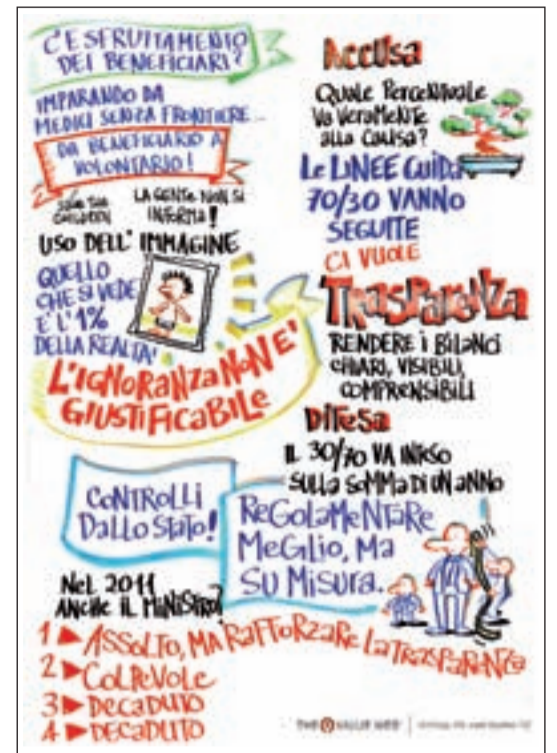 C'È SFRUTTAMENTO
DEI BENEFICIARI?
IMPARANDO DA
MEDICI SENZA FRONTIERE...
DA BENEFICIARIO A
VOLONTARIO!
LA GENTE NON SI
INFORMA!
USO DELL'IMMAGINE
QUELLO
CHE SI VEDE
E' L'1%
DELLA REALTA'
L'IGNORANZA NON E'
GIUSTIFICABILE
ACCUSA
QUALE PERCENTUALE
VA VERAMENTE
ALLA CAUSA?
LE LINEE GUIDA
70/30 VANNO
SEGUITE
CI VUOLE
TRASPARENZA
RENDERE I BILANCI
CHIARI, VISIBILI,
COMPRENSIBILI
DIFESA
IL 30/70 VA INTESO
SULLA SOMMA DI UN ANNO
CONTROLLI
DALLO STATO!
REGOLAMENTARE
MEGLIO, MA
SU MISURA.
NEL 2011
ANCHE IL MINISTRO?
1 ► ASSOLTO, MA RAFFORZARE LA TRASPARENZA
2 ► COLPEVOLE
3 ► DECADUTO
4 ► DECADUTO
THE VALUE WEB